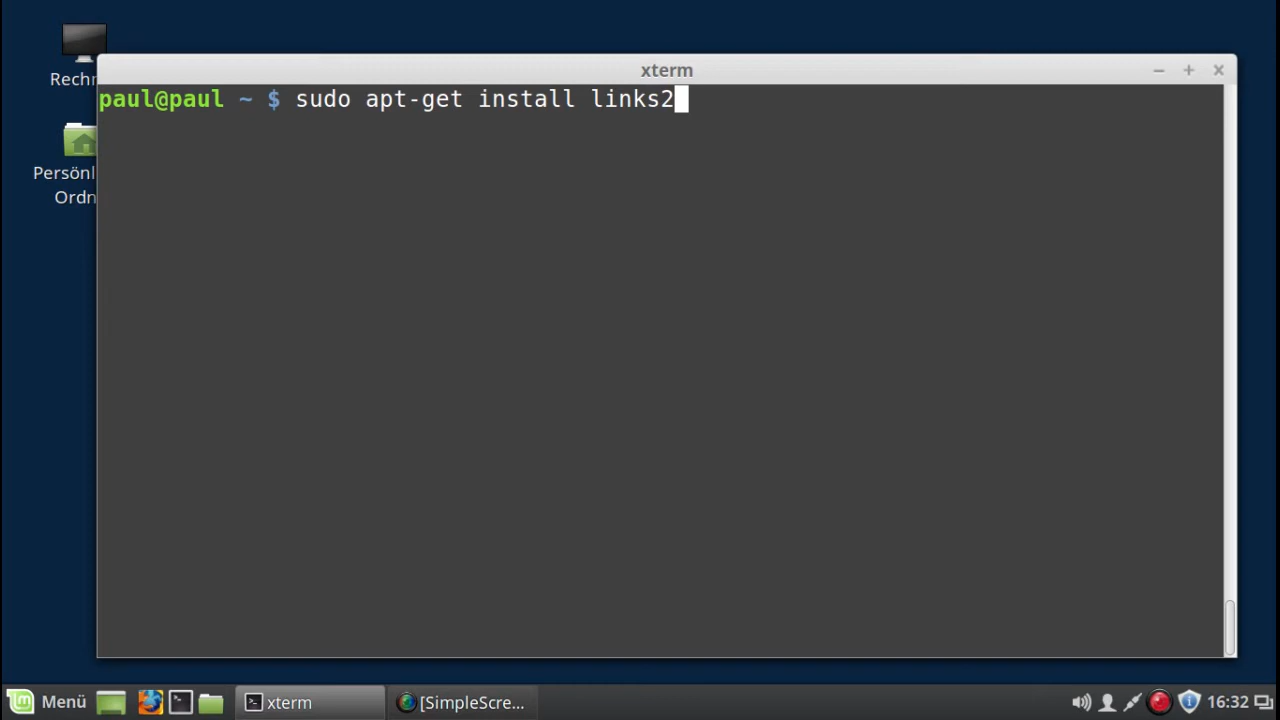 xterm
paul@paul ~ $ sudo apt-get install links2
Rechn
Persönl
Ordn
Menü
xterm
[SimpleScre...
16:32